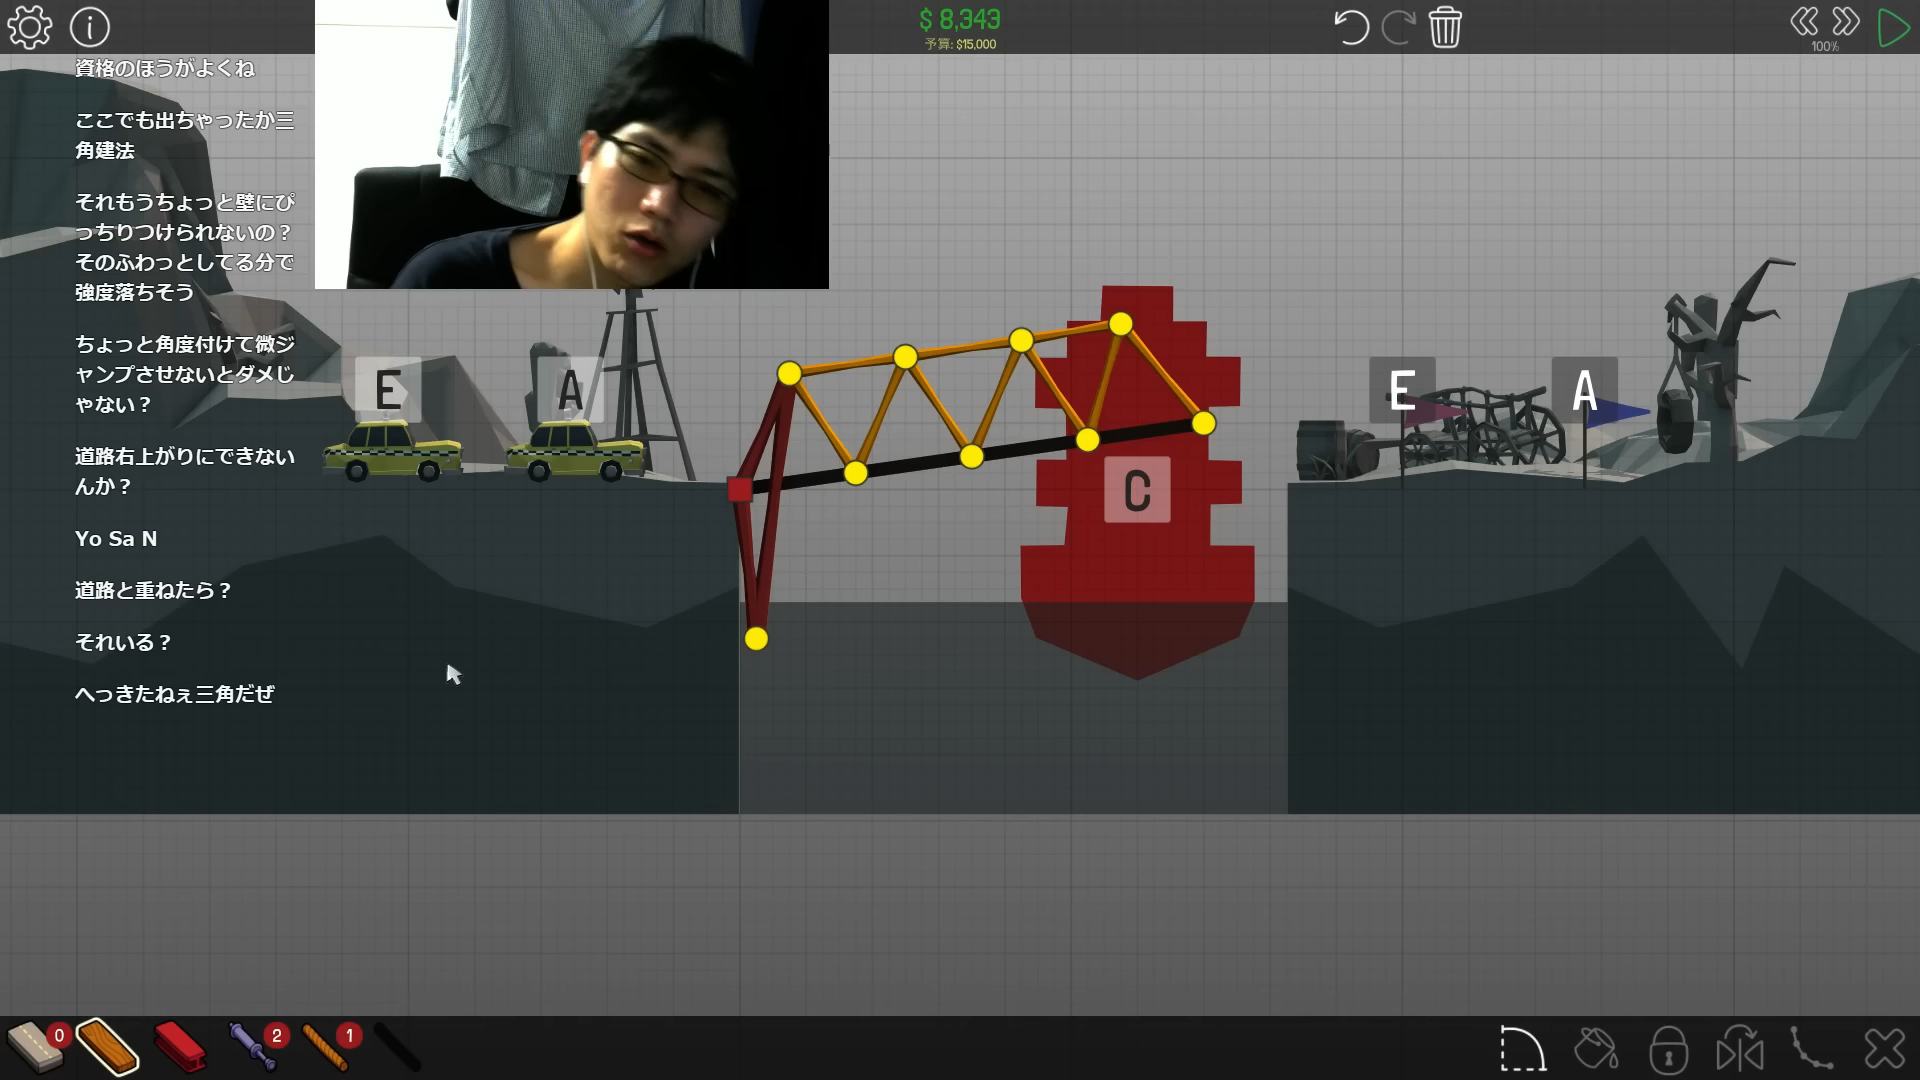 $ 8,343
予算: $15,000
100%
資格のほうがよくね
ここでも出ちゃったか三
角建法
それもうちょっと壁にぴ
っちりつけられないの？
そのふわっとしてる分で
強度落ちそう
ちょっと角度付けて微ジ
ャンプさせないとダメじ
ゃない？
道路右上がりにできない
んか？
Yo Sa N
道路と重ねたら？
それいる？
へっきたねぇ三角だぜ
E
A
E
A
C
0
2
1